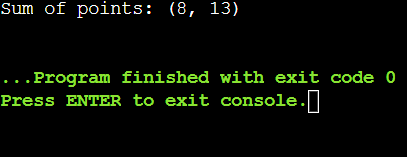 Sum of points: (8, 13)
...Program finished with exit code 0
Press ENTER to exit console.